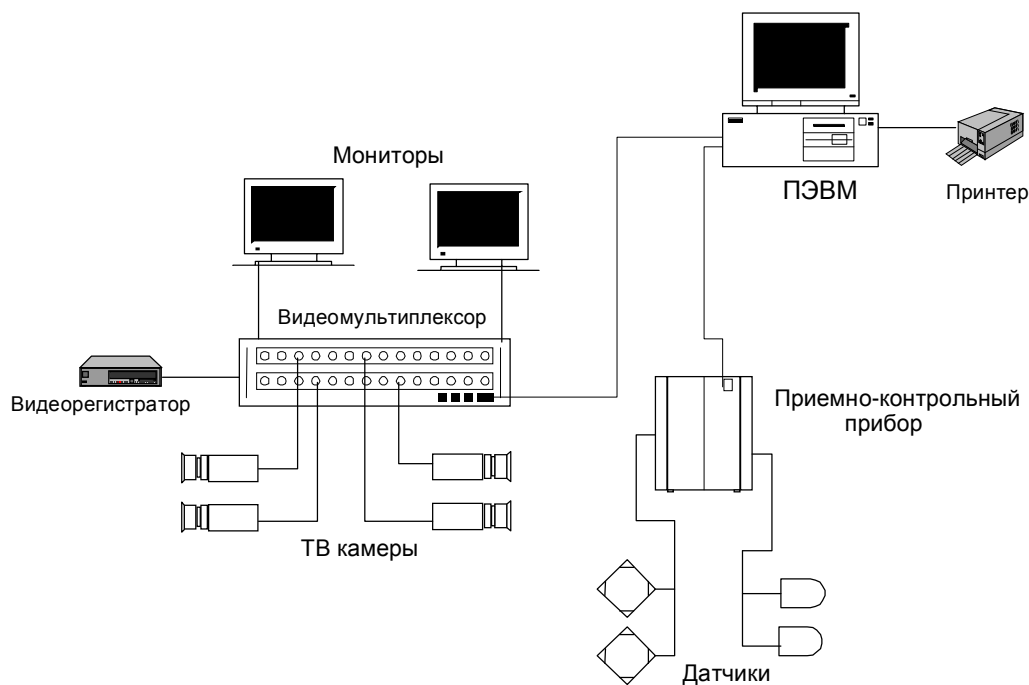 Мониторы
ПЭВМ
Принтер
Видеомультиплексор
Видеорегистратор
Приемно-контрольный
прибор
ТВ камеры
Датчики